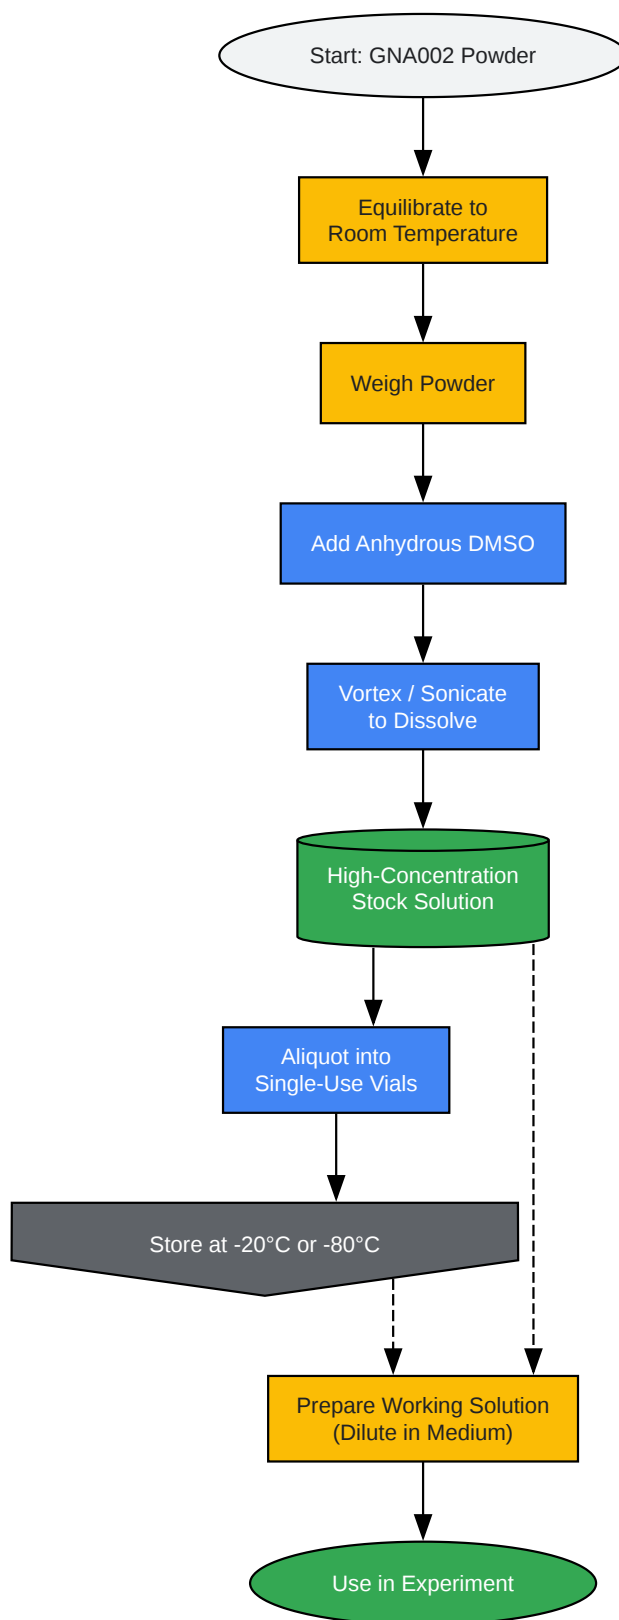 Start: GNA002 Powder
Equilibrate to
Room Temperature
Weigh Powder
Add Anhydrous DMSO
Vortex / Sonicate
to Dissolve
High-Concentration
Stock Solution
Aliquot into
Single-Use Vials
Store at -20°C or -80°C
Prepare Working Solution
(Dilute in Medium)
Use in Experiment